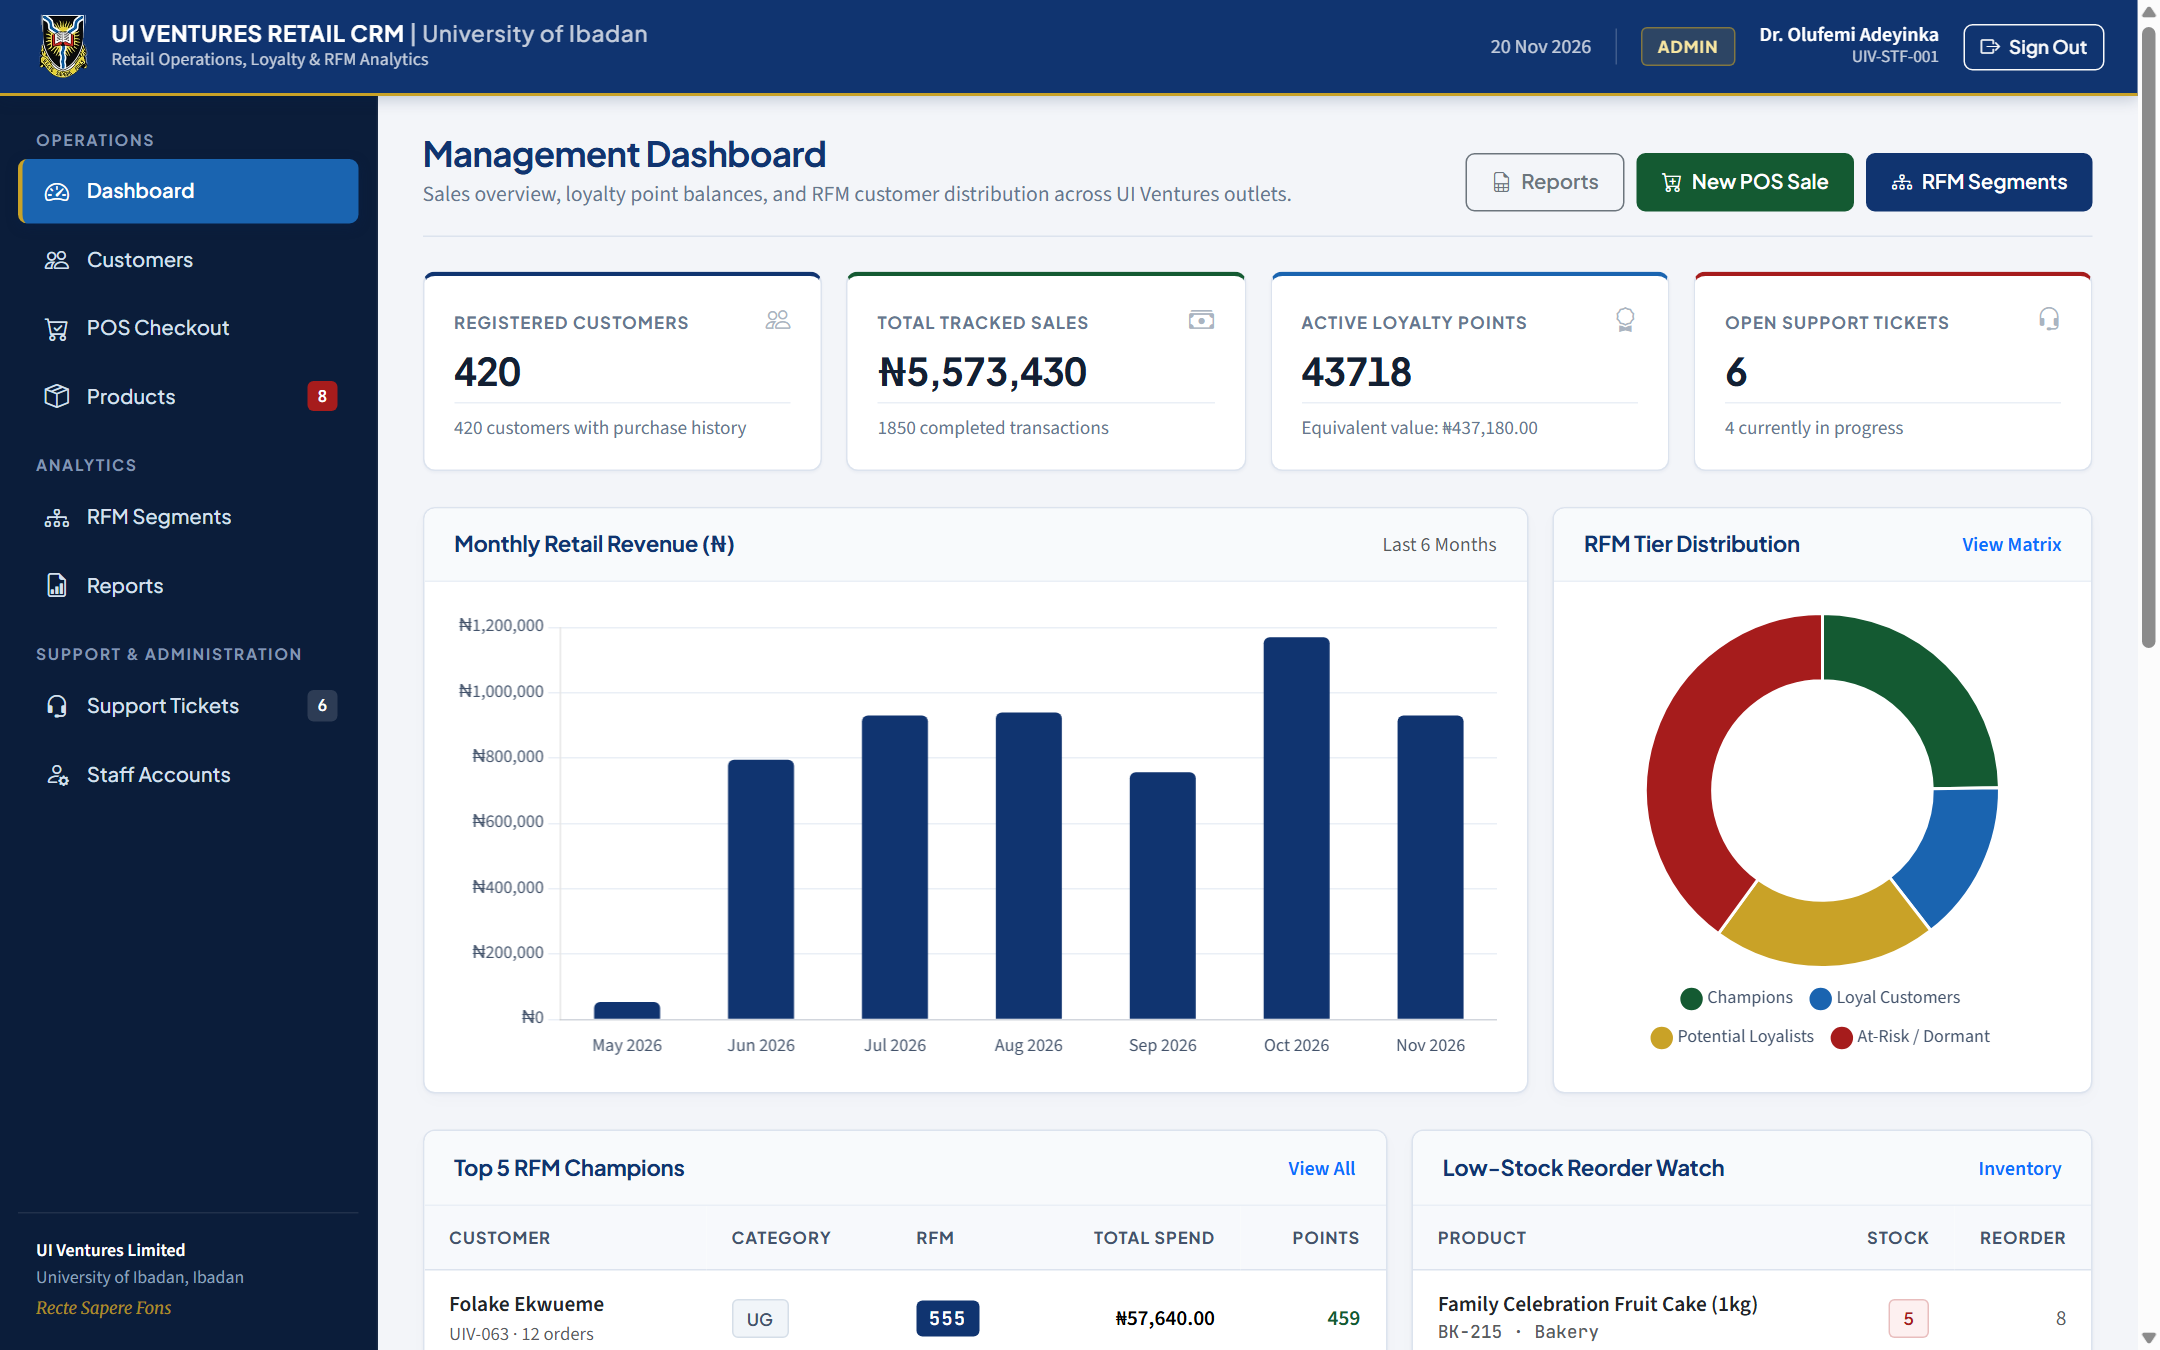 UI VENTURES RETAIL CRM | University of Ibadan
Retail Operations, Loyalty & RFM Analytics
20 Nov 2026
ADMIN
Dr. Olufemi Adeyinka
UIV-STF-001
Sign Out
OPERATIONS
Dashboard
Customers
POS Checkout
Products 8
ANALYTICS
RFM Segments
Reports
SUPPORT & ADMINISTRATION
Support Tickets 6
Staff Accounts
UI Ventures Limited
University of Ibadan, Ibadan
Recte Sapere Fons
Management Dashboard
Sales overview, loyalty point balances, and RFM customer distribution across UI Ventures outlets.
Reports
New POS Sale
RFM Segments
REGISTERED CUSTOMERS
420
420 customers with purchase history
TOTAL TRACKED SALES
₦5,573,430
1850 completed transactions
ACTIVE LOYALTY POINTS
43718
Equivalent value: ₦437,180.00
OPEN SUPPORT TICKETS
6
4 currently in progress
Monthly Retail Revenue (₦)
Last 6 Months
₦1,200,000
₦1,000,000
₦800,000
₦600,000
₦400,000
₦200,000
₦0
May 2026 Jun 2026 Jul 2026 Aug 2026 Sep 2026 Oct 2026 Nov 2026
RFM Tier Distribution
View Matrix
Champions Loyal Customers
Potential Loyalists At-Risk / Dormant
Top 5 RFM Champions
View All
CUSTOMER CATEGORY RFM TOTAL SPEND POINTS
Folake Ekwueme
UIV-063 · 12 orders
UG 555 ₦57,640.00 459
Low-Stock Reorder Watch
Inventory
PRODUCT STOCK REORDER
Family Celebration Fruit Cake (1kg)
BK-215 · Bakery
5 8